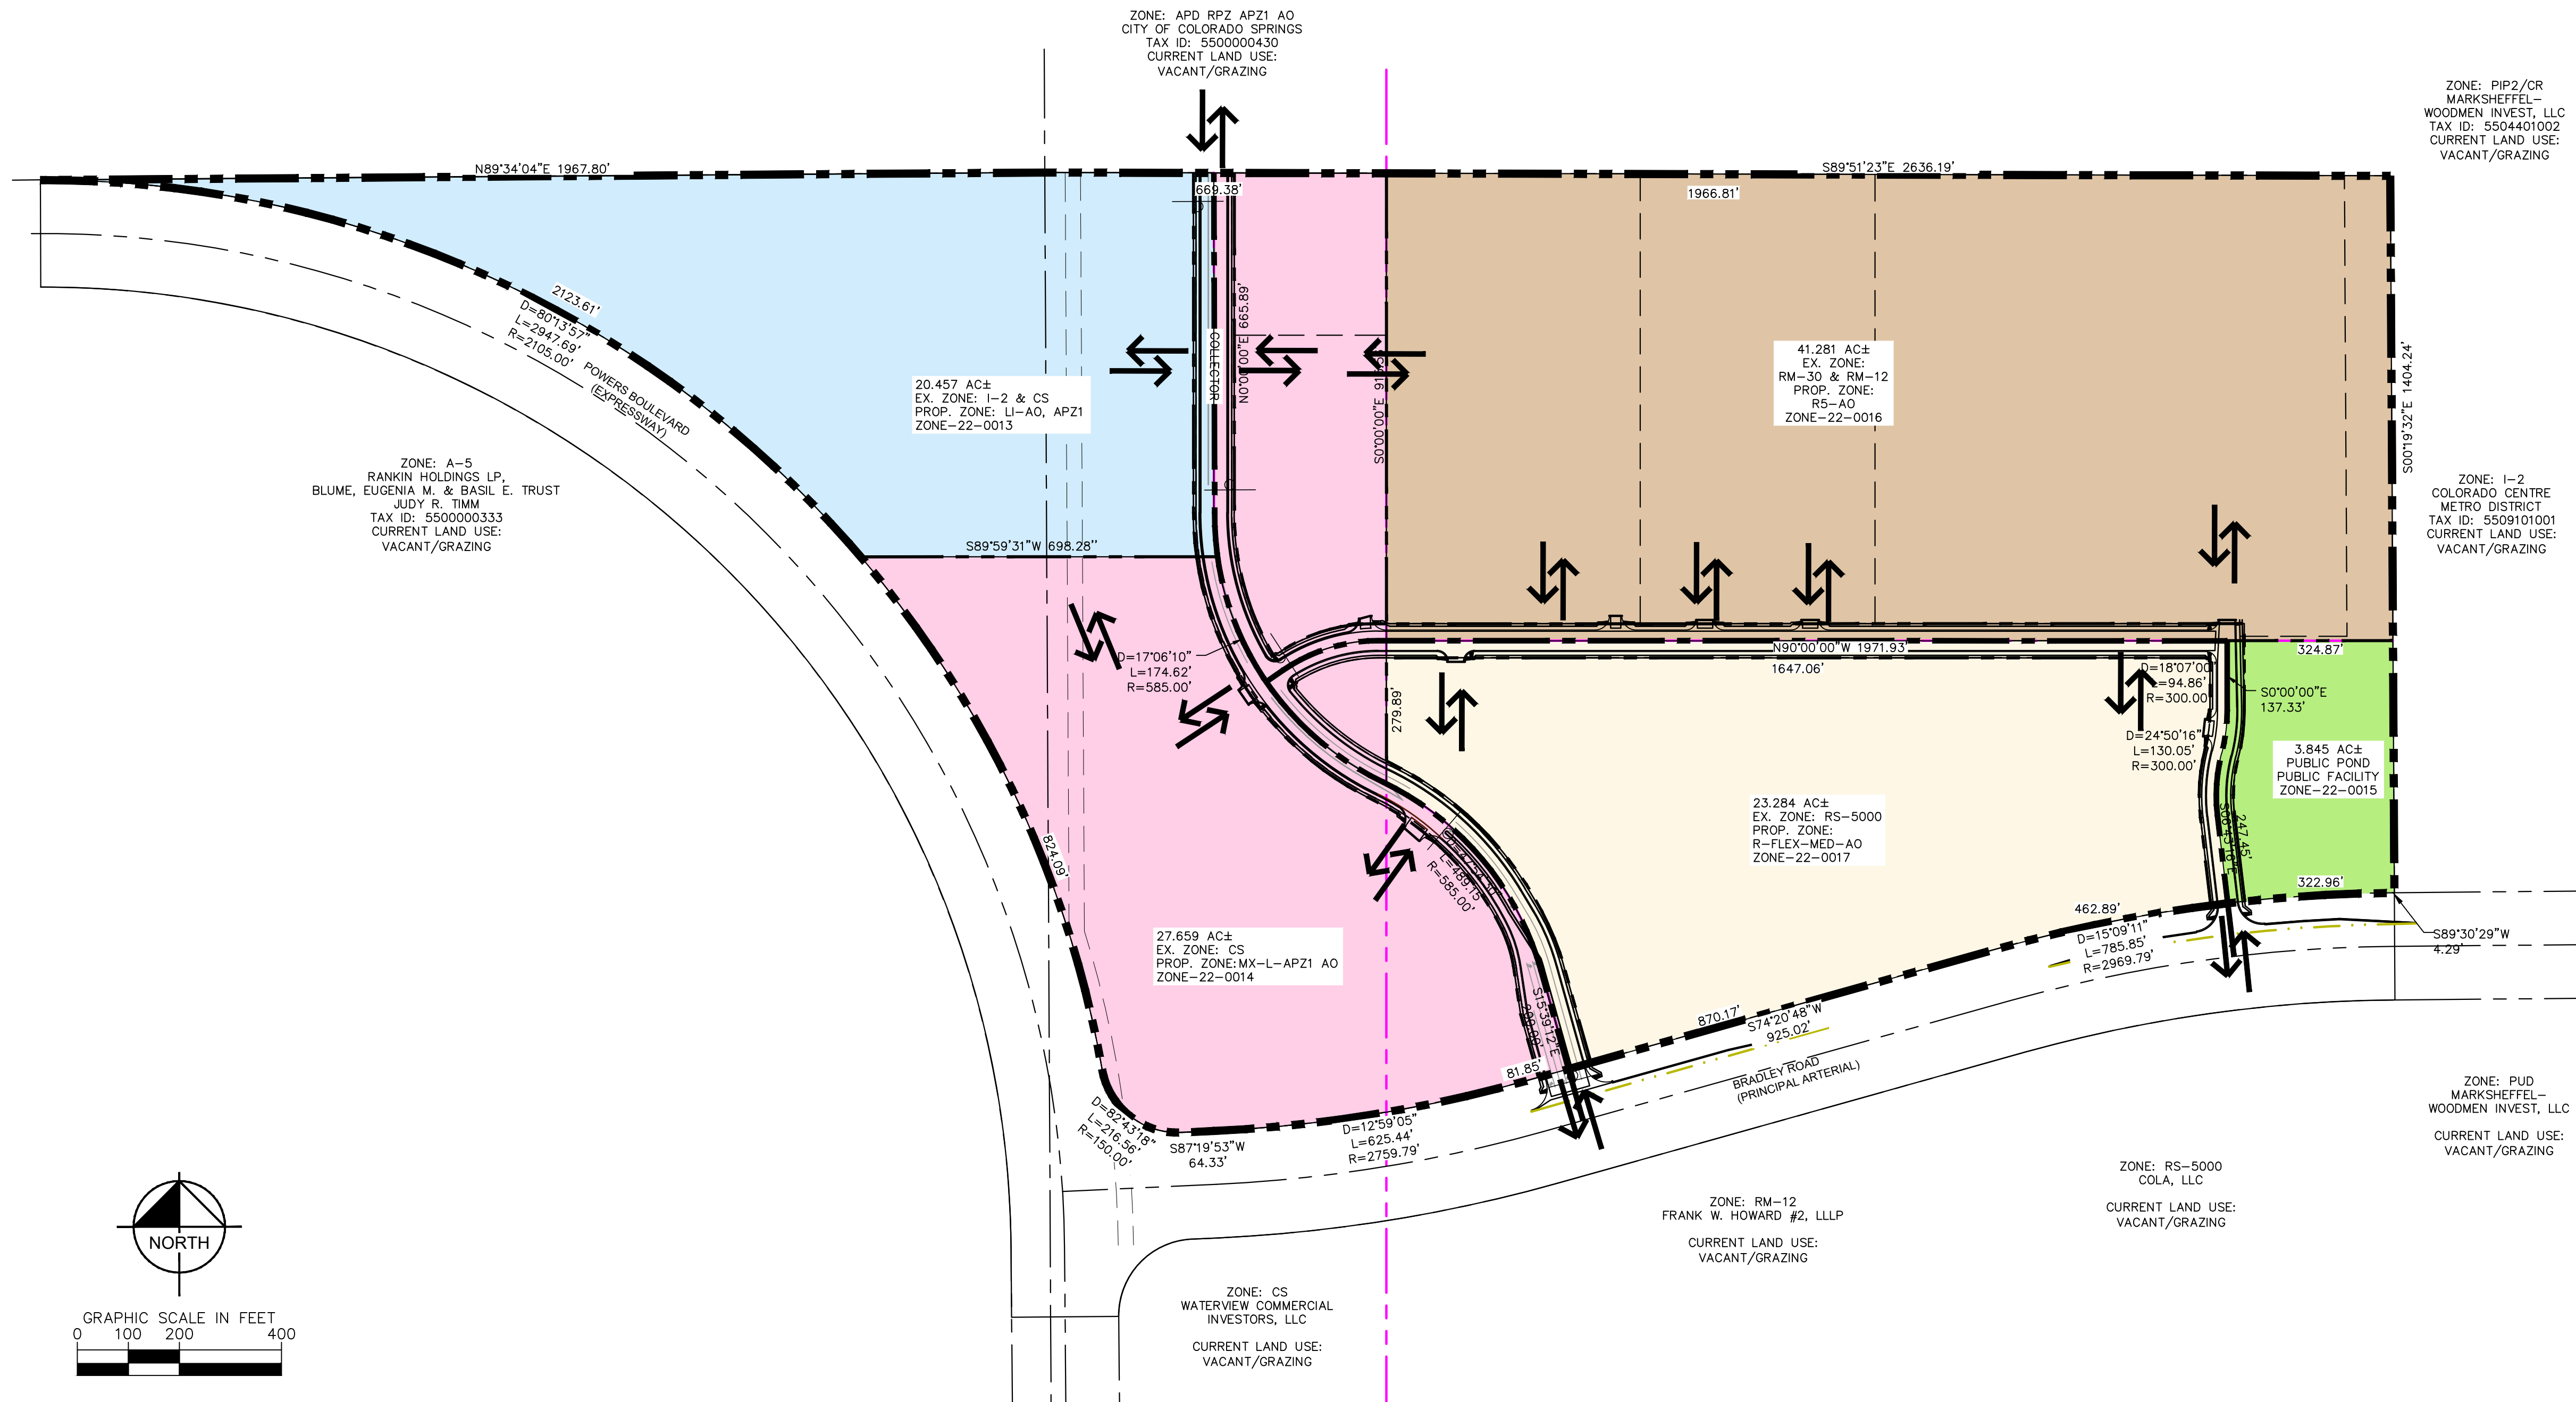 ZONE: APD RPZ APZ1 AO
CITY OF COLORADO SPRINGS
TAX ID: 5500000430
CURRENT LAND USE:
VACANT/GRAZING
ZONE: PIP2/CR
MARKSHEFFEL-
WOODMEN INVEST, LLC
TAX ID: 5504401002
CURRENT LAND USE:
VACANT/GRAZING
N89°34'04"E 1967.80'
669.38'
S89°51'23"E 2636.19'
1966.81'
2123.61'
D=80°13'57"
L=2947.69'
R=2105.00'
POWERS BOULEVARD
(EXPRESSWAY)
COLLECTOR
N0°00'00"E 665.89'
20.457 AC±
EX. ZONE: I-2 & CS
PROP. ZONE: LI-AO, APZ1
ZONE-22-0013
41.281 AC±
EX. ZONE:
RM-30 & RM-12
PROP. ZONE:
R5-AO
ZONE-22-0016
S00°19'32"E 1404.24'
ZONE: A-5
RANKIN HOLDINGS LP,
BLUME, EUGENIA M. & BASIL E. TRUST
JUDY R. TIMM
TAX ID: 5500000333
CURRENT LAND USE:
VACANT/GRAZING
ZONE: I-2
COLORADO CENTRE
METRO DISTRICT
TAX ID: 5509101001
CURRENT LAND USE:
VACANT/GRAZING
S0°00'00"E
S89°59'31"W 698.28''
D=17°06'10"
L=174.62'
R=585.00'
N90°00'00"W 1971.93'
1647.06'
324.87'
279.89'
D=18°07'00
L=94.86'
R=300.00'
S0°00'00"E
137.33'
D=24°50'16"
L=130.05'
R=300.00'
3.845 AC±
PUBLIC POND
PUBLIC FACILITY
ZONE-22-0015
23.284 AC±
EX. ZONE: RS-5000
PROP. ZONE:
R-FLEX-MED-AO
ZONE-22-0017
247.45'
824.09'
L=489.15'
R=585.00'
322.96'
462.89'
D=15°09'11"
L=785.85'
R=2969.79'
S89°30'29"W
4.29'
27.659 AC±
EX. ZONE: CS
PROP. ZONE: MX-L-APZ1 AO
ZONE-22-0014
S15°39'12"E
870.17'
S74°20'48"W
925.02'
81.85'
BRADLEY ROAD
(PRINCIPAL ARTERIAL)
D=82°43'18"
L=216.56'
R=150.00'
S87°19'53"W
64.33'
D=12°59'05"
L=625.44'
R=2759.79'
ZONE: PUD
MARKSHEFFEL-
WOODMEN INVEST, LLC
CURRENT LAND USE:
VACANT/GRAZING
ZONE: RS-5000
COLA, LLC
CURRENT LAND USE:
VACANT/GRAZING
ZONE: RM-12
FRANK W. HOWARD #2, LLLP
CURRENT LAND USE:
VACANT/GRAZING
ZONE: CS
WATERVIEW COMMERCIAL
INVESTORS, LLC
CURRENT LAND USE:
VACANT/GRAZING
NORTH
GRAPHIC SCALE IN FEET
0 100 200 400